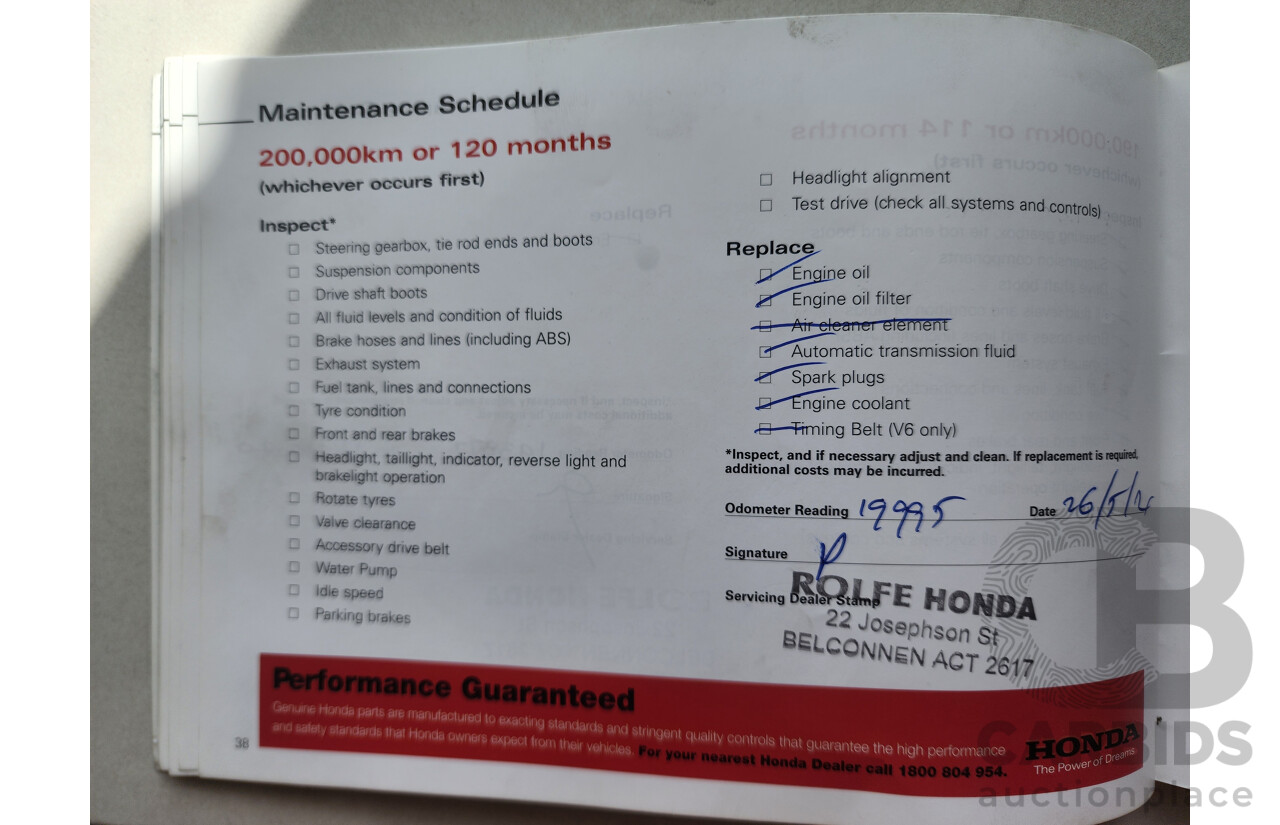 Maintenance Schedule
200,000km or 120 months
(whichever occurs first)
Inspect*
Steering gearbox, tie rod ends and boots
Suspension components
Drive shaft boots
All fluid levels and condition of fluids
Brake hoses and lines (including ABS)
Exhaust system
Fuel tank, lines and connections
Tyre condition
Front and rear brakes
Headlight, taillight, indicator, reverse light and
brakelight operation
Rotate tyres
Valve clearance
Accessory drive belt
Water Pump
Idle speed
Parking brakes
Headlight alignment
Test drive (check all systems and controls)
Replace
Engine oil
Engine oil filter
Air cleaner element
Automatic transmission fluid
Spark plugs
Engine coolant
Timing Belt (V6 only)
*Inspect, and if necessary adjust and clean. If replacement is required,
additional costs may be incurred.
Odometer Reading 19995 Date 26/5/2
Signature
Servicing Dealer Stamp
ROLFE HONDA
22 Josephson St
BELCONNEN ACT 2617
Performance Guaranteed
Genuine Honda parts are manufactured to exacting standards and stringent quality controls that guarantee the high performance
and safety standards that Honda owners expect from their vehicles. For your nearest Honda Dealer call 1800 804 954.
HONDA
The Power of Dreams
38
CARBIDS
auctionplace